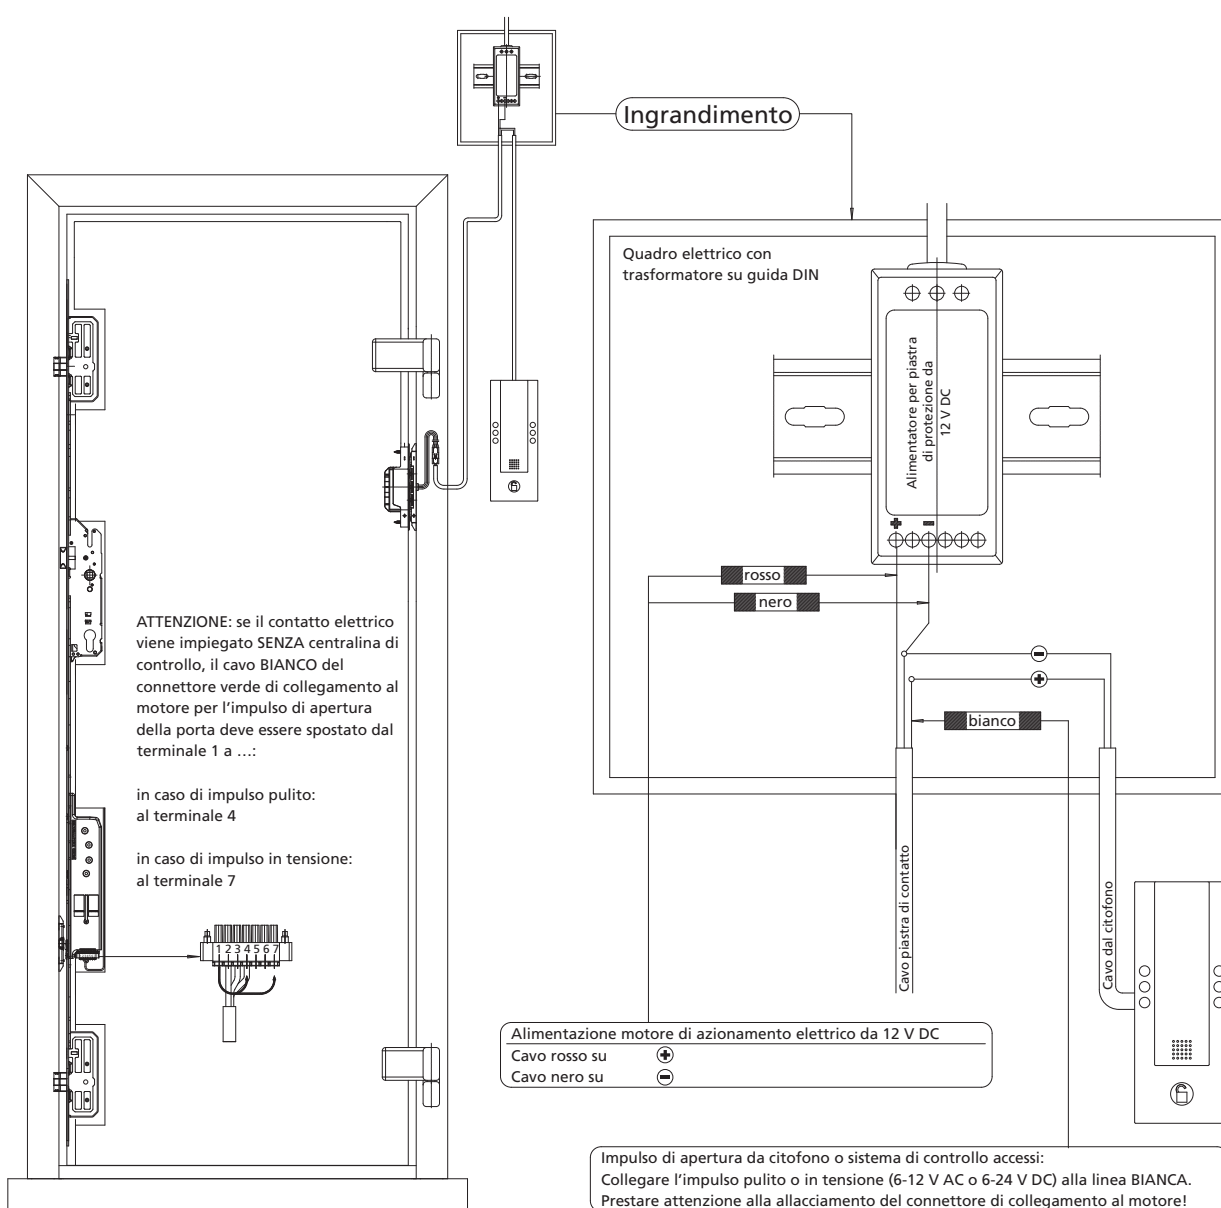 Ingrandimento
Quadro elettrico con
trasformatore su guida DIN
Alimentatore per piastra
di protezione da
12 V DC
rosso
nero
bianco
ATTENZIONE: se il contatto elettrico
viene impiegato SENZA centralina di
controllo, il cavo BIANCO del
connettore verde di collegamento al
motore per l'impulso di apertura
della porta deve essere spostato dal
terminale 1 a …:
in caso di impulso pulito:
al terminale 4
in caso di impulso in tensione:
al terminale 7
1 2 3 4 5 6 7
Cavo piastra di contatto
Cavo dal citofono
Alimentazione motore di azionamento elettrico da 12 V DC
Cavo rosso su +
Cavo nero su −
Impulso di apertura da citofono o sistema di controllo accessi:
Collegare l'impulso pulito o in tensione (6-12 V AC o 6-24 V DC) alla linea BIANCA.
Prestare attenzione alla allacciamento del connettore di collegamento al motore!